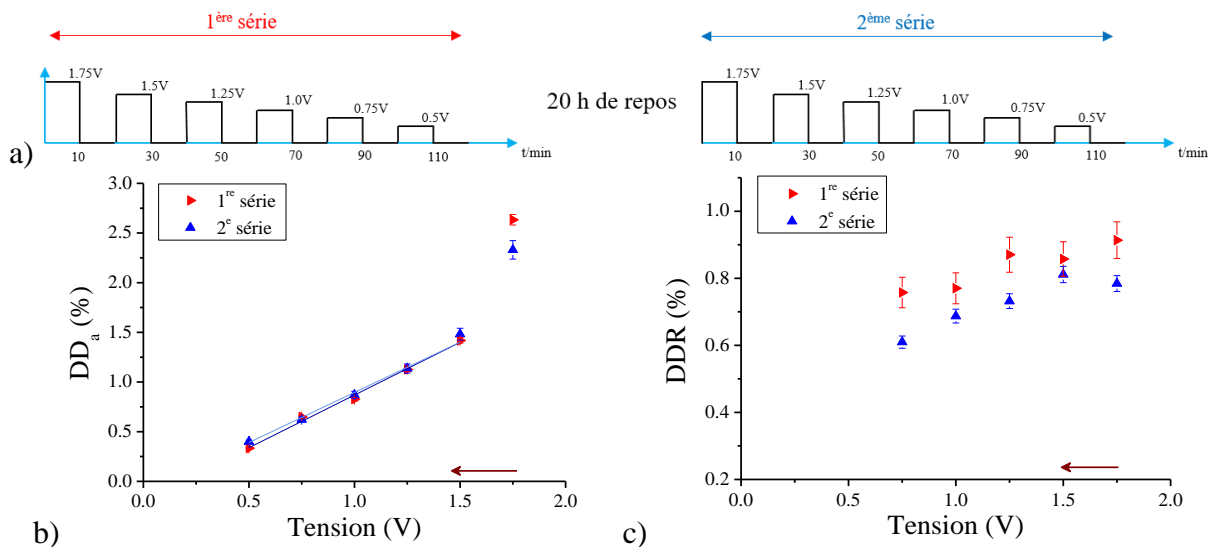 a)
1ère série
1.75V
1.5V
1.25V
1.0V
0.75V
0.5V
10
30
50
70
90
110
t/min
20 h de repos
2ème série
1.75V
1.5V
1.25V
1.0V
0.75V
0.5V
10
30
50
70
90
110
t/min
b)
1re série
2e série
DDa (%)
3.0
2.5
2.0
1.5
1.0
0.5
0.0
0.0
0.5
1.0
1.5
2.0
Tension (V)
c)
1re série
2e série
DDR (%)
1.0
0.8
0.6
0.4
0.2
0.0
0.5
1.0
1.5
2.0
Tension (V)